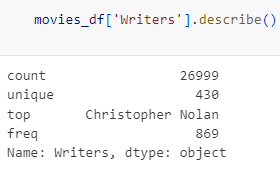 movies_df['Writers'].describe()
count 26999
unique 430
top Christopher Nolan
freq 869
Name: Writers, dtype: object